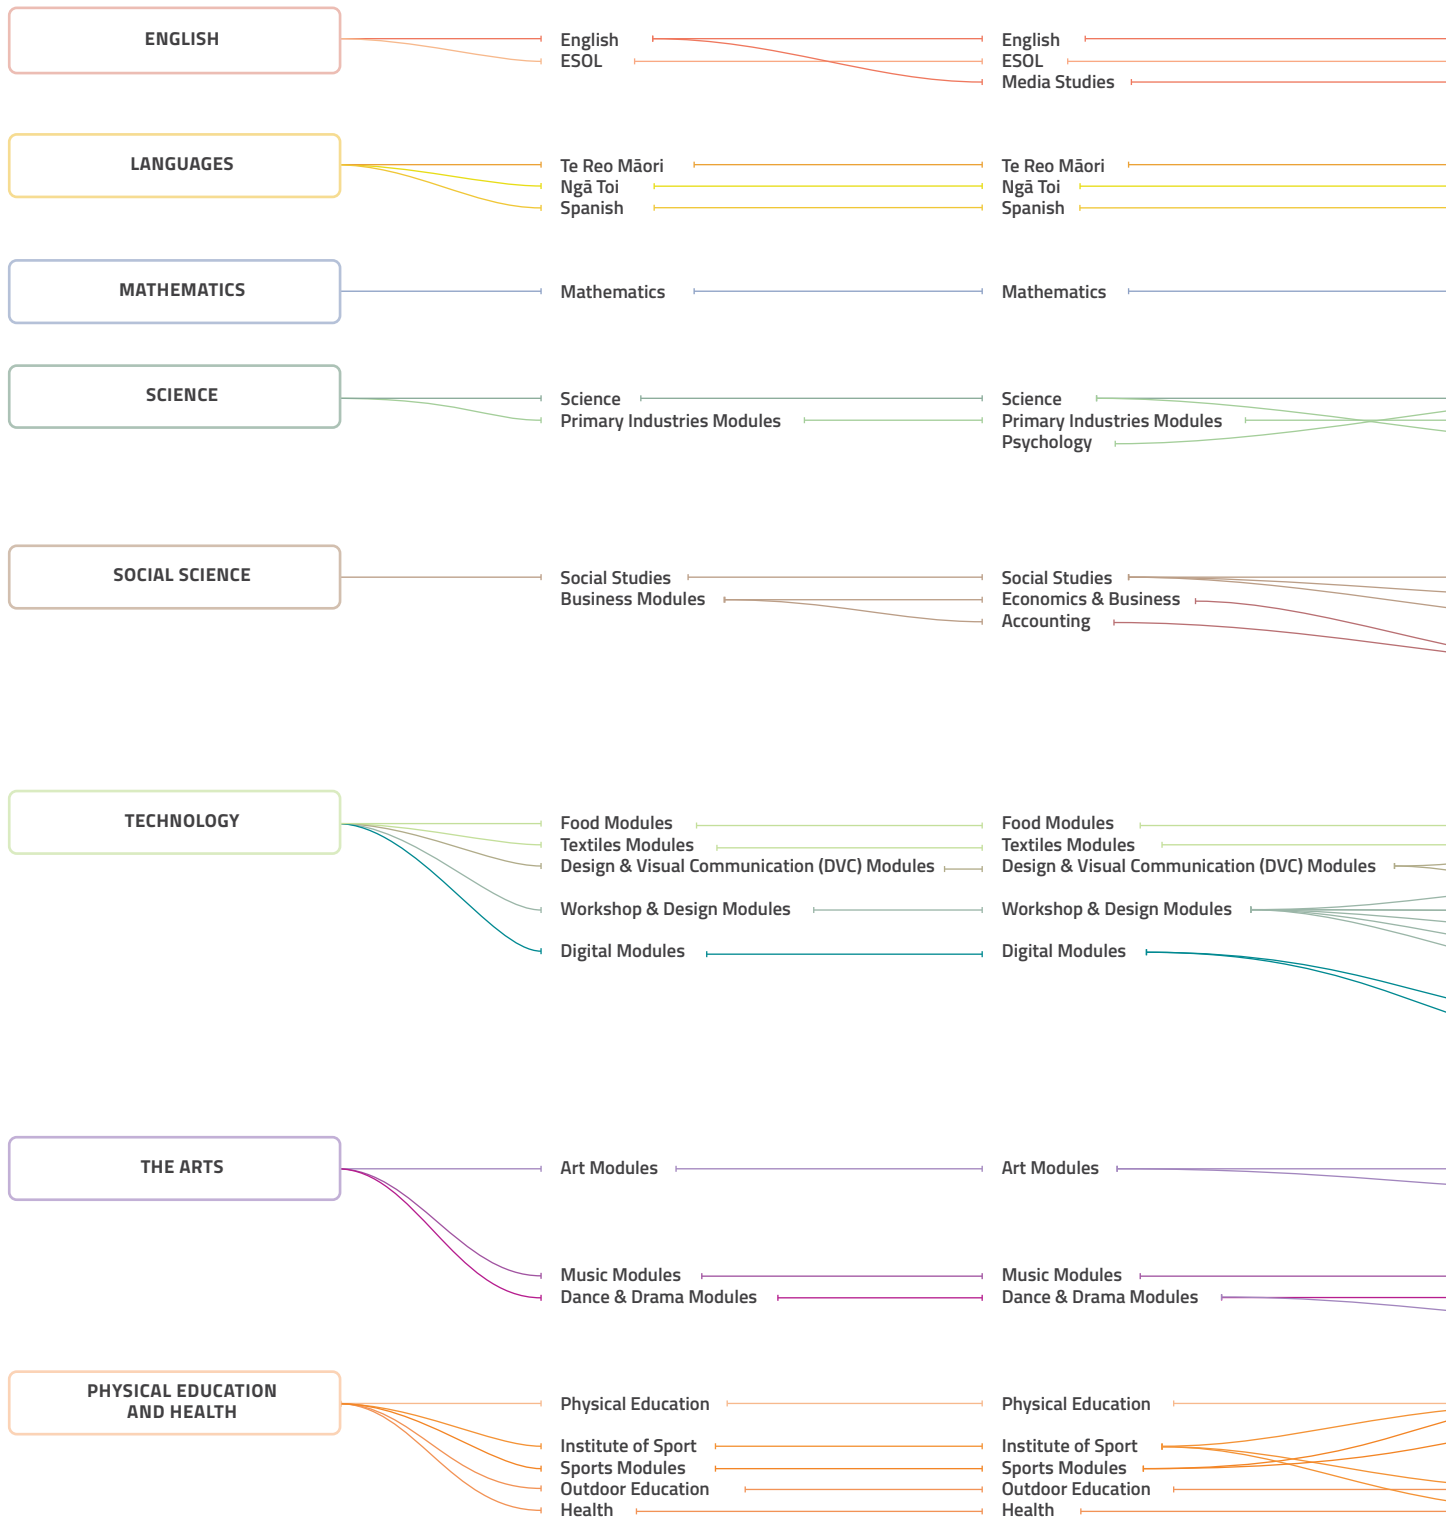 ENGLISH
English
English
ESOL
ESOL
Media Studies
LANGUAGES
Te Reo Māori
Te Reo Māori
Ngā Toi
Ngā Toi
Spanish
Spanish
MATHEMATICS
Mathematics
Mathematics
SCIENCE
Science
Science
Primary Industries Modules
Primary Industries Modules
Psychology
SOCIAL SCIENCE
Social Studies
Social Studies
Business Modules
Economics & Business
Accounting
TECHNOLOGY
Food Modules
Food Modules
Textiles Modules
Textiles Modules
Design & Visual Communication (DVC) Modules
Design & Visual Communication (DVC) Modules
Workshop & Design Modules
Workshop & Design Modules
Digital Modules
Digital Modules
THE ARTS
Art Modules
Art Modules
Music Modules
Music Modules
Dance & Drama Modules
Dance & Drama Modules
PHYSICAL EDUCATION
AND HEALTH
Physical Education
Physical Education
Institute of Sport
Institute of Sport
Sports Modules
Sports Modules
Outdoor Education
Outdoor Education
Health
Health